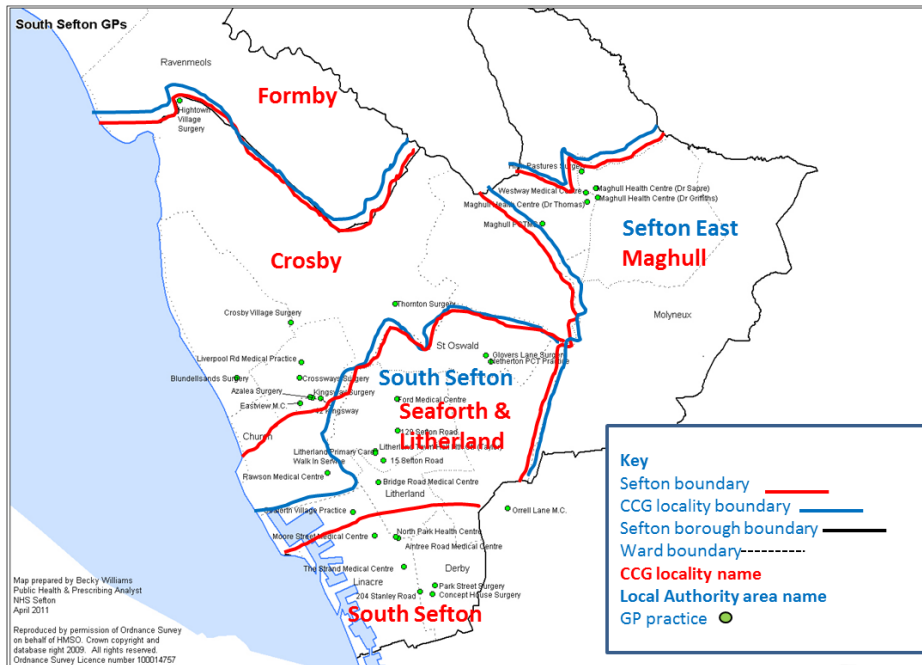 South Sefton GPs
Ravenmeols
Formby
Hightown
Village
Surgery
Pastures Surgery
Westway Medical Centre
Maghull Health Centre (Dr Sapre)
Maghull Health Centre (Dr Thomas)
Maghull Health Centre (Dr Griffiths)
Maghull
Sefton East
Maghull
Crosby
Molyneux
Thornton Surgery
Crosby Village Surgery
St Oswald
Liverpool Rd Medical Practice
Glovers Lane Surgery
Netherton PCT Practice
Blundellsands Surgery
Crossways Surgery
South Sefton
Azalea Surgery
Kingsway Surgery
Ford Medical Centre
Eastview M.C.
42 Kingsway
Seaforth &
Litherland
129 Sefton Road
Church
Litherland Primary Care
Walk In Service
Litherland Town Hall
15 Sefton Road
Rawson Medical Centre
Bridge Road Medical Centre
Litherland
Village Practice
Orrell Lane M.C.
Moore Street Medical Centre
North Park Health Centre
Aintree Road Medical Centre
The Strand Medical Centre
Derby
Linacre
Park Street Surgery
204 Stanley Road
Concept House Surgery
South Sefton
Key
Sefton boundary
CCG locality boundary
Sefton borough boundary
Ward boundary
CCG locality name
Local Authority area name
GP practice
Map prepared by Becky Williams
Public Health & Prescribing Analyst
NHS Sefton
April 2011
Reproduced by permission of Ordnance Survey
on behalf of HMSO. Crown copyright and
database right 2009. All rights reserved.
Ordnance Survey Licence number 100014757